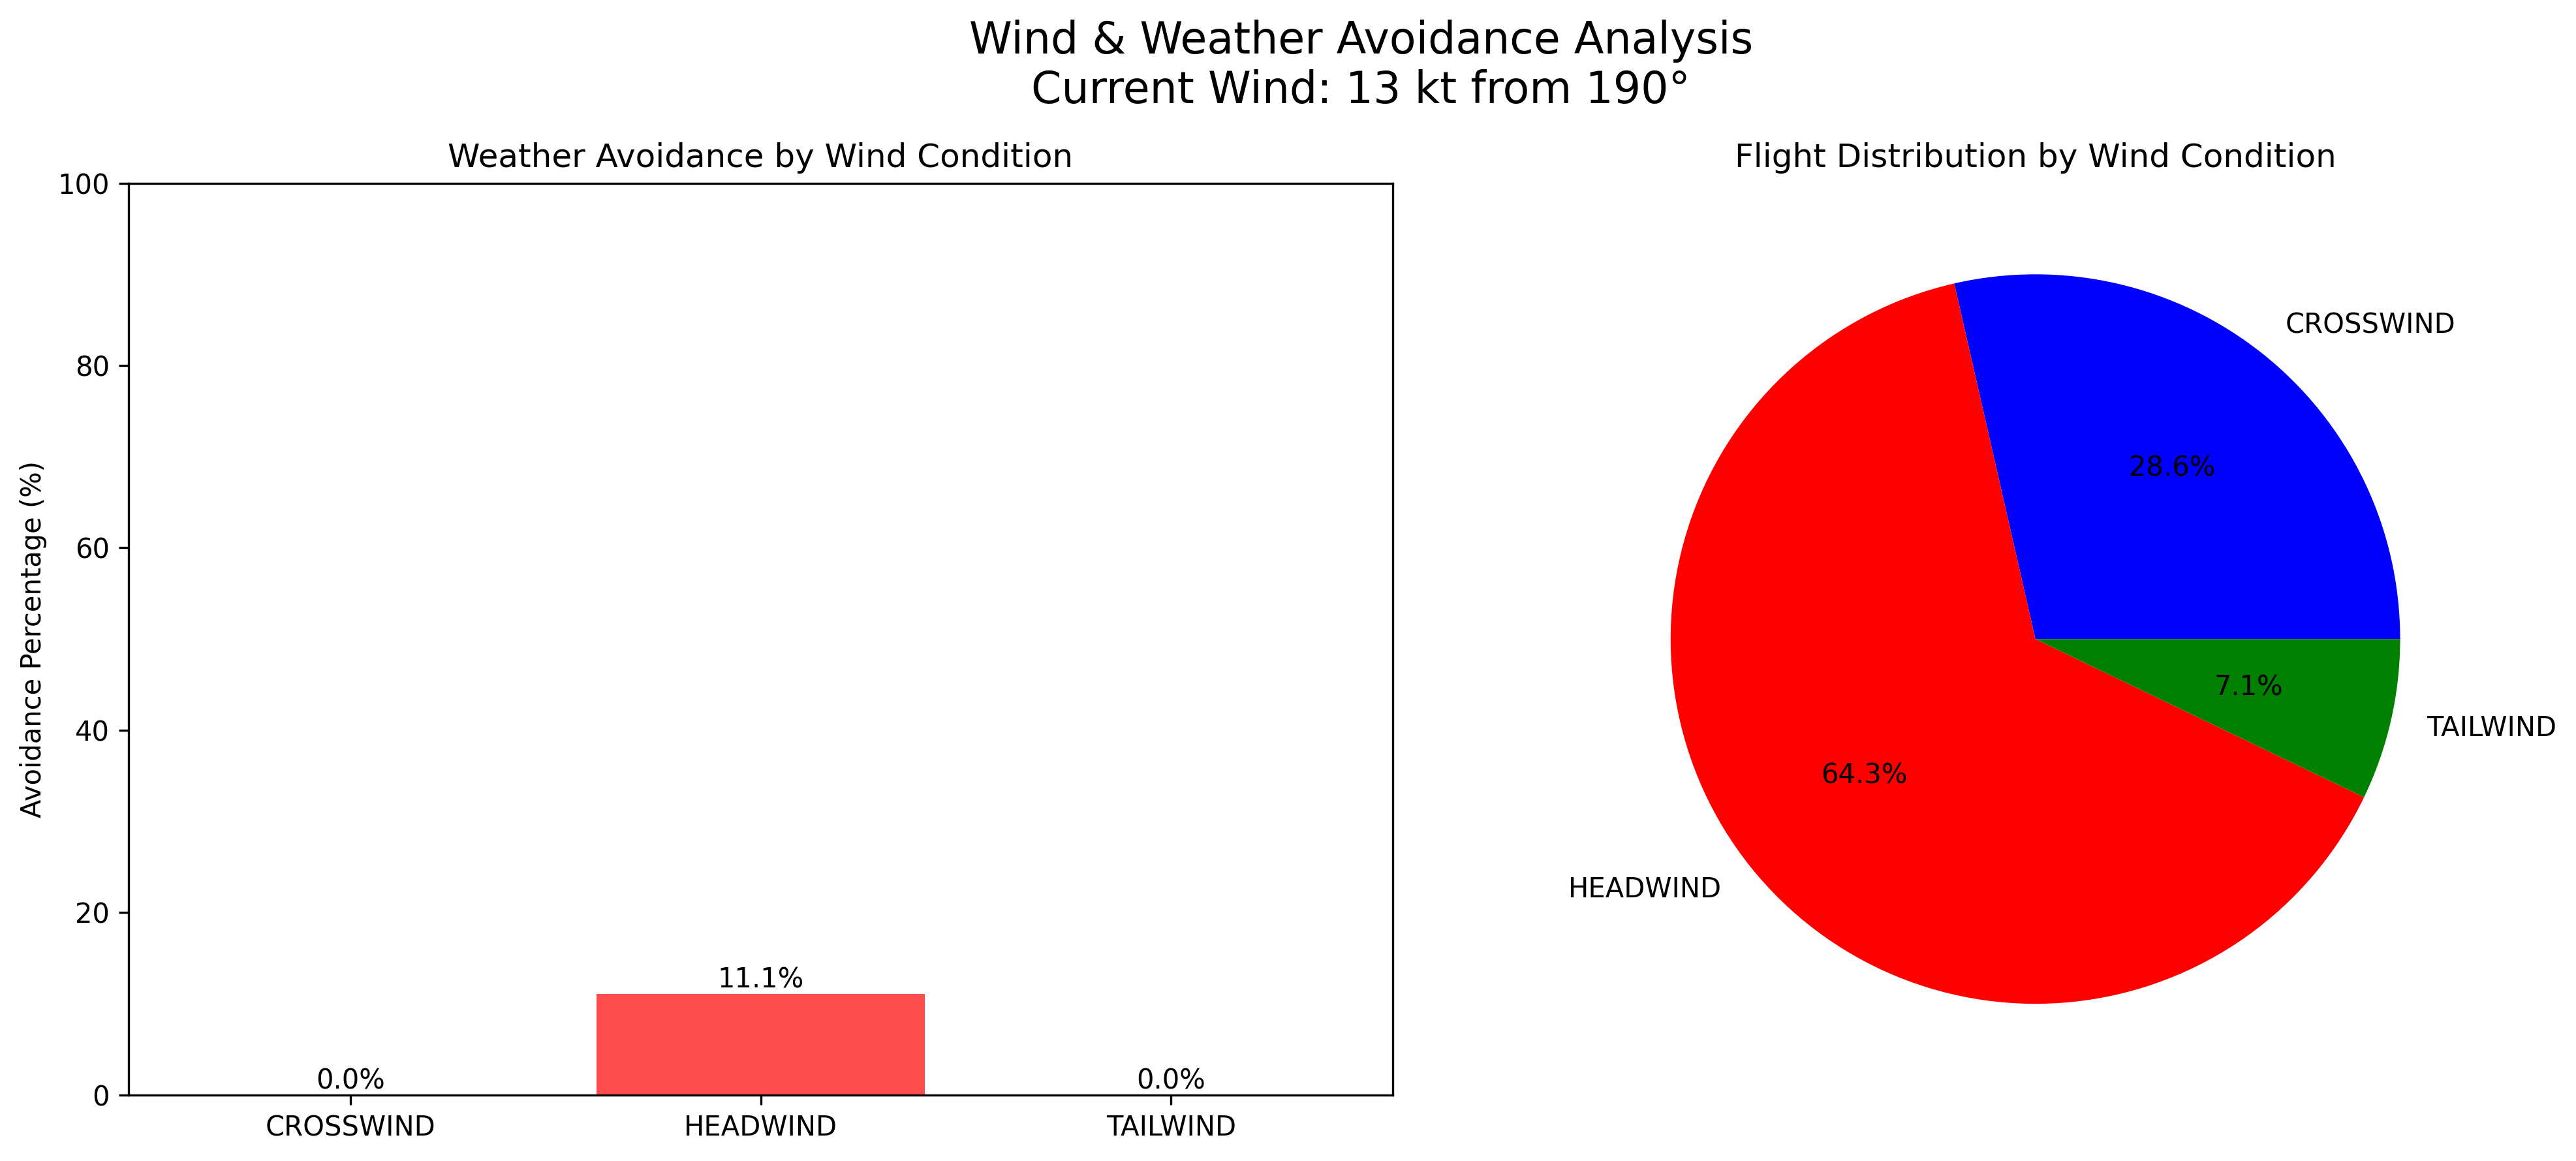 Wind & Weather Avoidance Analysis
Current Wind: 13 kt from 190°
Weather Avoidance by Wind Condition
100
80
60
40
20
0
Avoidance Percentage (%)
0.0%
11.1%
0.0%
CROSSWIND
HEADWIND
TAILWIND
Flight Distribution by Wind Condition
CROSSWIND
28.6%
7.1%
TAILWIND
64.3%
HEADWIND